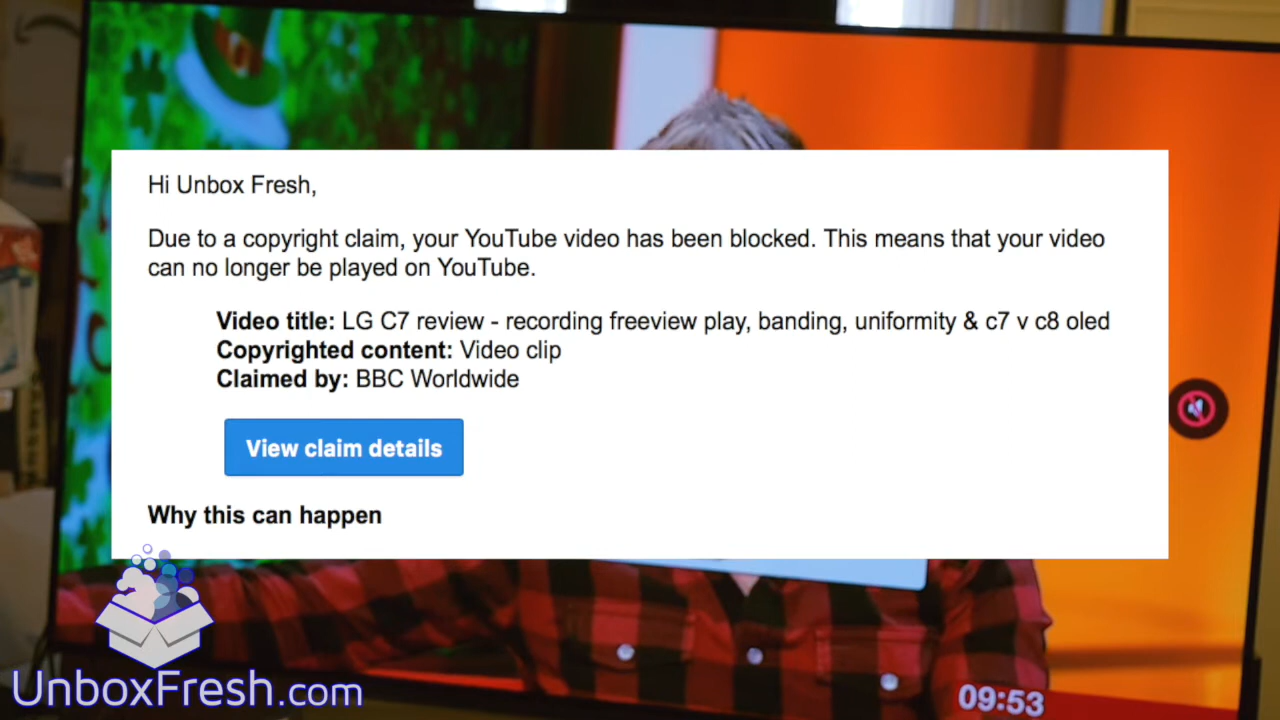 Hi Unbox Fresh,
Due to a copyright claim, your YouTube video has been blocked. This means that your video
can no longer be played on YouTube.
Video title: LG C7 review - recording freeview play, banding, uniformity & c7 v c8 oled
Copyrighted content: Video clip
Claimed by: BBC Worldwide
View claim details
Why this can happen
UnboxFresh.com
09:53